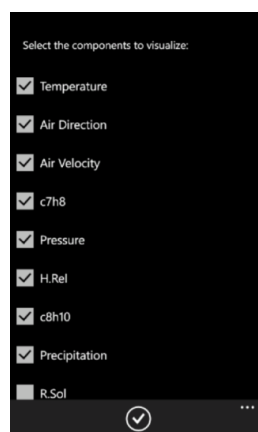 Select the components to visualize:
Temperature
Air Direction
Air Velocity
c7h8
Pressure
H.Rel
c8h10
Precipitation
R.Sol